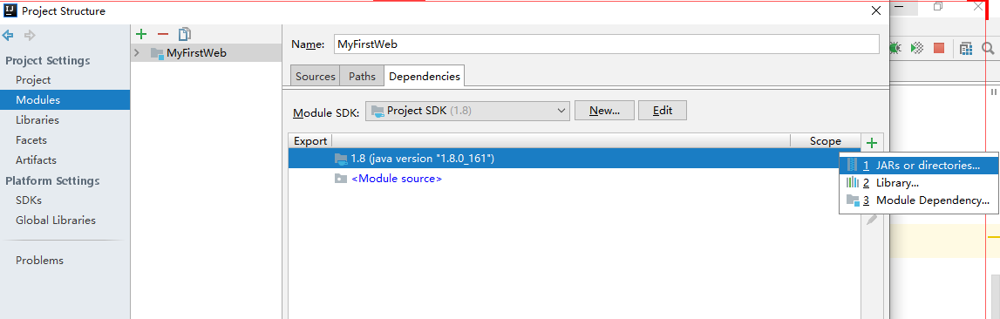 IJ Project Structure
Project Settings
Project
Modules
Libraries
Facets
Artifacts
Platform Settings
SDKs
Global Libraries
Problems
MyFirstWeb
Name: MyFirstWeb
Sources Paths Dependencies
Module SDK: Project SDK (1.8) New... Edit
Export Scope
1.8 (java version "1.8.0_161")
<Module source>
1 JARs or directories...
2 Library...
3 Module Dependency...